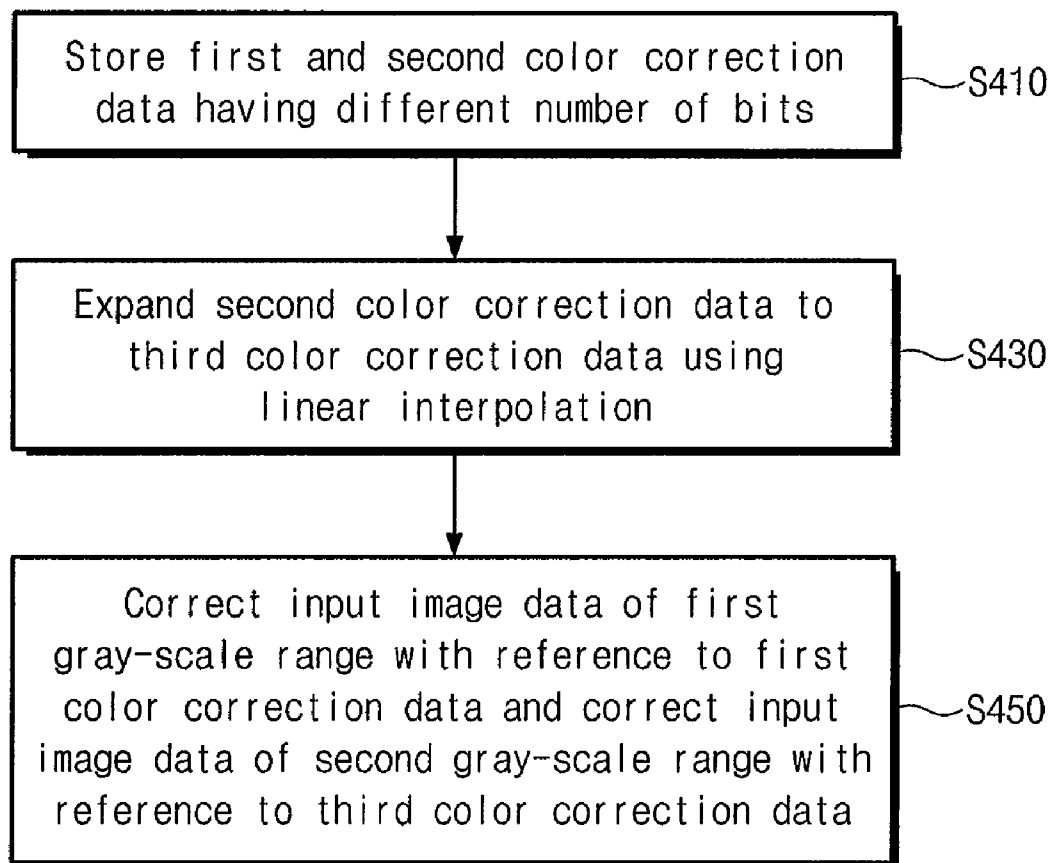 Store first and second color correction
data having different number of bits
S410
Expand second color correction data to
third color correction data using
linear interpolation
S430
Correct input image data of first
gray-scale range with reference to first
color correction data and correct input
image data of second gray-scale range with
reference to third color correction data
S450